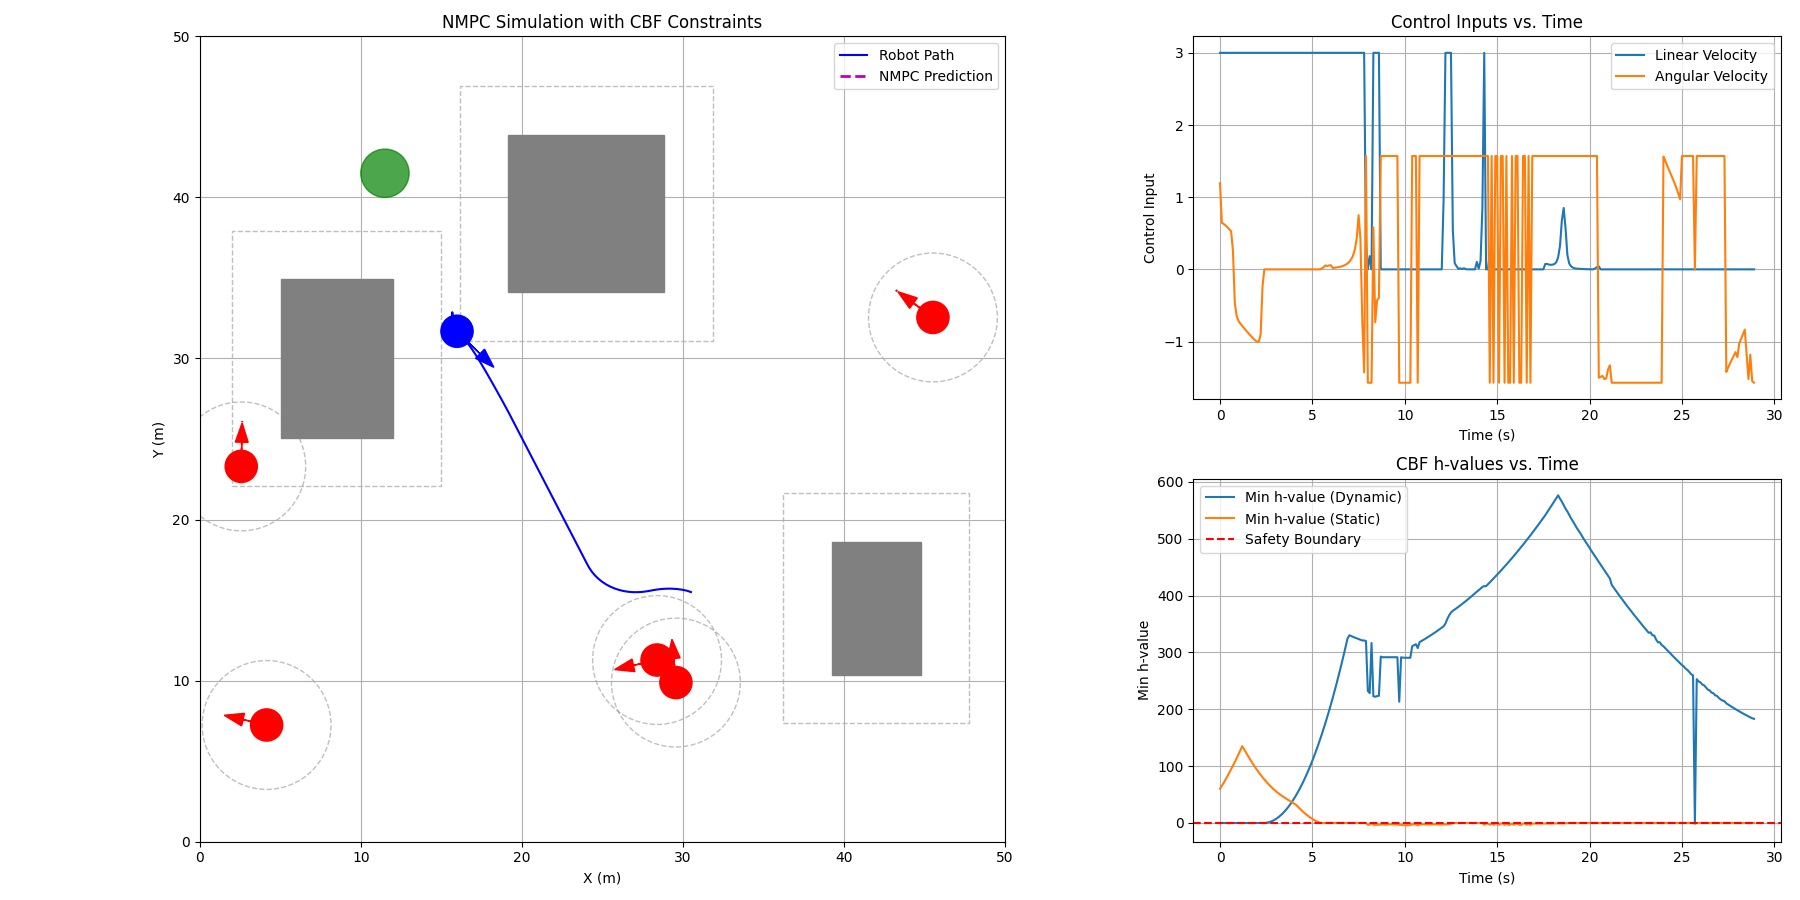 NMPC Simulation with CBF Constraints
50
40
30
20
10
0
Y (m)
0 10 20 30 40 50
X (m)
Robot Path
NMPC Prediction
Control Inputs vs. Time
3
2
1
0
−1
Control Input
0 5 10 15 20 25 30
Time (s)
Linear Velocity
Angular Velocity
CBF h-values vs. Time
600
500
400
300
200
100
0
Min h-value
0 5 10 15 20 25 30
Time (s)
Min h-value (Dynamic)
Min h-value (Static)
Safety Boundary